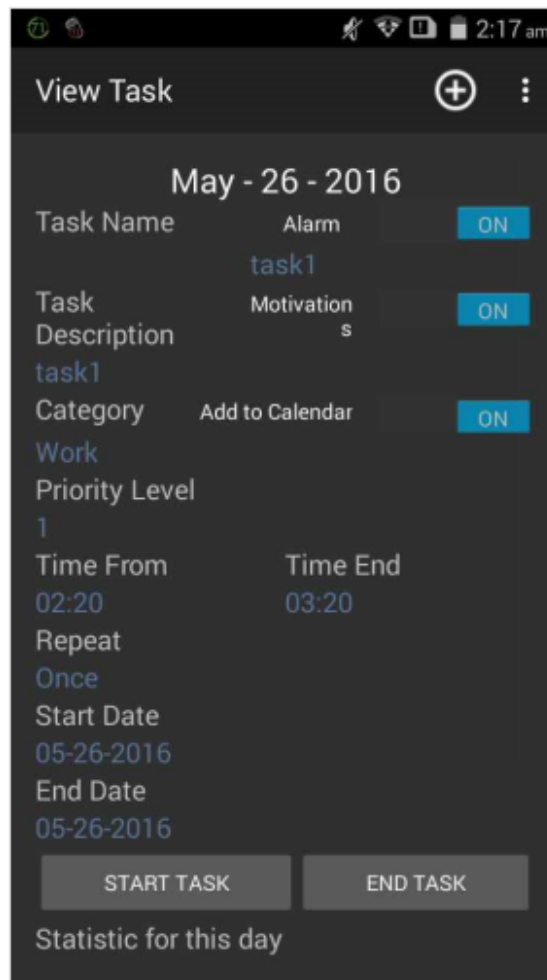 71
2:17 am
View Task
May - 26 - 2016
Task Name Alarm ON
task1
Task Motivation ON
Description s
task1
Category Add to Calendar ON
Work
Priority Level
1
Time From Time End
02:20 03:20
Repeat
Once
Start Date
05-26-2016
End Date
05-26-2016
START TASK END TASK
Statistic for this day